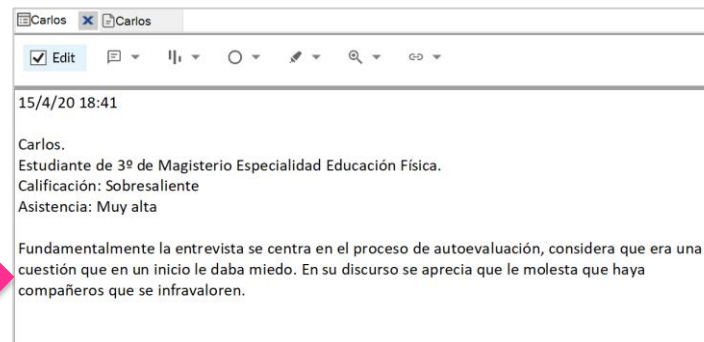 Carlos Carlos
Edit
15/4/20 18:41
Carlos.
Estudiante de 3º de Magisterio Especialidad Educación Física.
Calificación: Sobresaliente
Asistencia: Muy alta
Fundamentalmente la entrevista se centra en el proceso de autoevaluación, considera que era una
cuestión que en un inicio le daba miedo. En su discurso se aprecia que le molesta que haya
compañeros que se infravaloren.